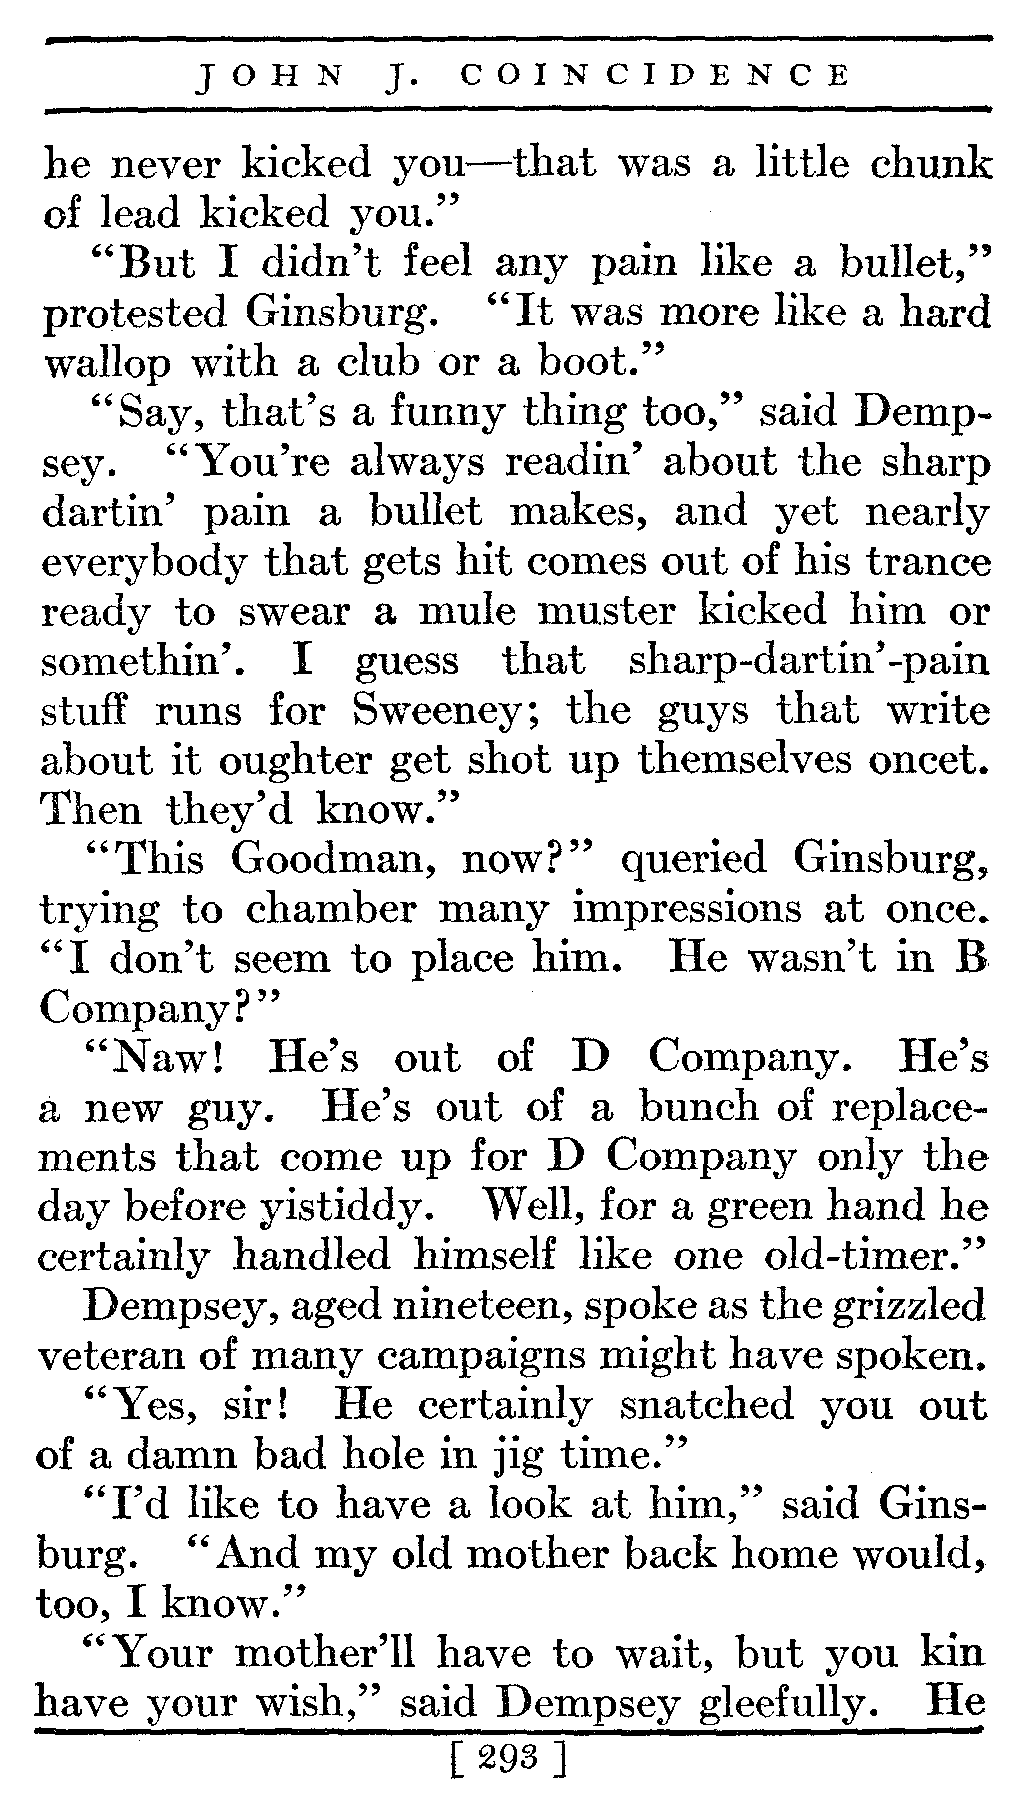 JOHN J. COINCIDENCE
he never kicked you—that was a little chunk
of lead kicked you.”
“But I didn’t feel any pain like a bullet,”
protested Ginsburg. “It was more like a hard
wallop with a club or a boot.”
“Say, that’s a funny thing too,” said Demp-
sey. “You’re always readin’ about the sharp
dartin’ pain a bullet makes, and yet nearly
everybody that gets hit comes out of his trance
ready to swear a mule muster kicked him or
somethin’. I guess that sharp-dartin’-pain
stuff runs for Sweeney; the guys that write
about it oughter get shot up themselves oncet.
Then they’d know.”
“This Goodman, now?” queried Ginsburg,
trying to chamber many impressions at once.
“I don’t seem to place him. He wasn’t in B
Company?”
“Naw! He’s out of D Company. He’s
a new guy. He’s out of a bunch of replace-
ments that come up for D Company only the
day before yistiddy. Well, for a green hand he
certainly handled himself like one old-timer.”
Dempsey, aged nineteen, spoke as the grizzled
veteran of many campaigns might have spoken.
“Yes, sir! He certainly snatched you out
of a damn bad hole in jig time.”
“I’d like to have a look at him,” said Gins-
burg. “And my old mother back home would,
too, I know.”
“Your mother’ll have to wait, but you kin
have your wish,” said Dempsey gleefully. He
[ 293 ]